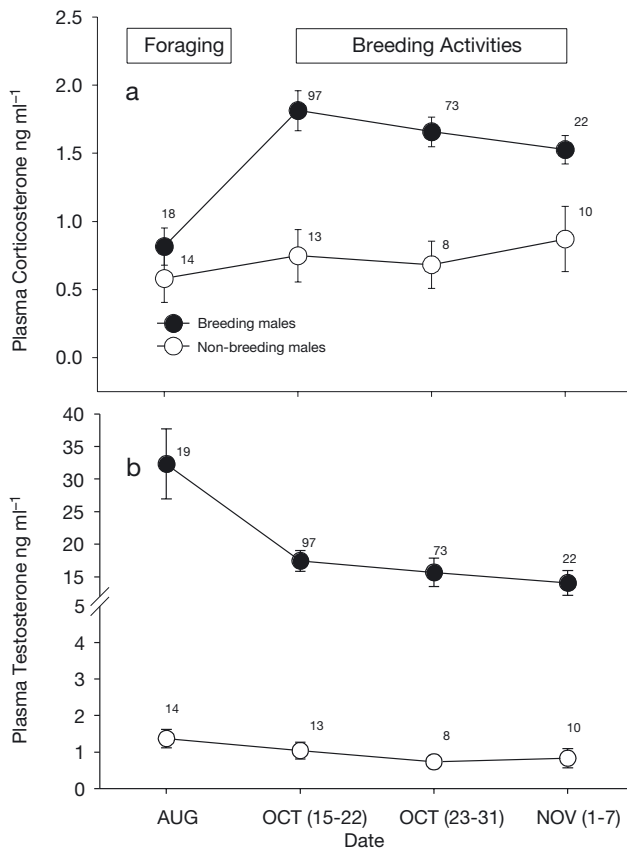 2.5
Foraging
Breeding Activities
a
2.0
97
73
22
1.5
18
10
1.0
14
13
8
0.5
Breeding males
Non-breeding males
0.0
Plasma Corticosterone ng ml⁻¹
40
b
35
19
30
25
97
20
73
22
15
5
4
3
14
13
8
10
2
1
0
Plasma Testosterone ng ml⁻¹
AUG
OCT (15-22)
OCT (23-31)
NOV (1-7)
Date